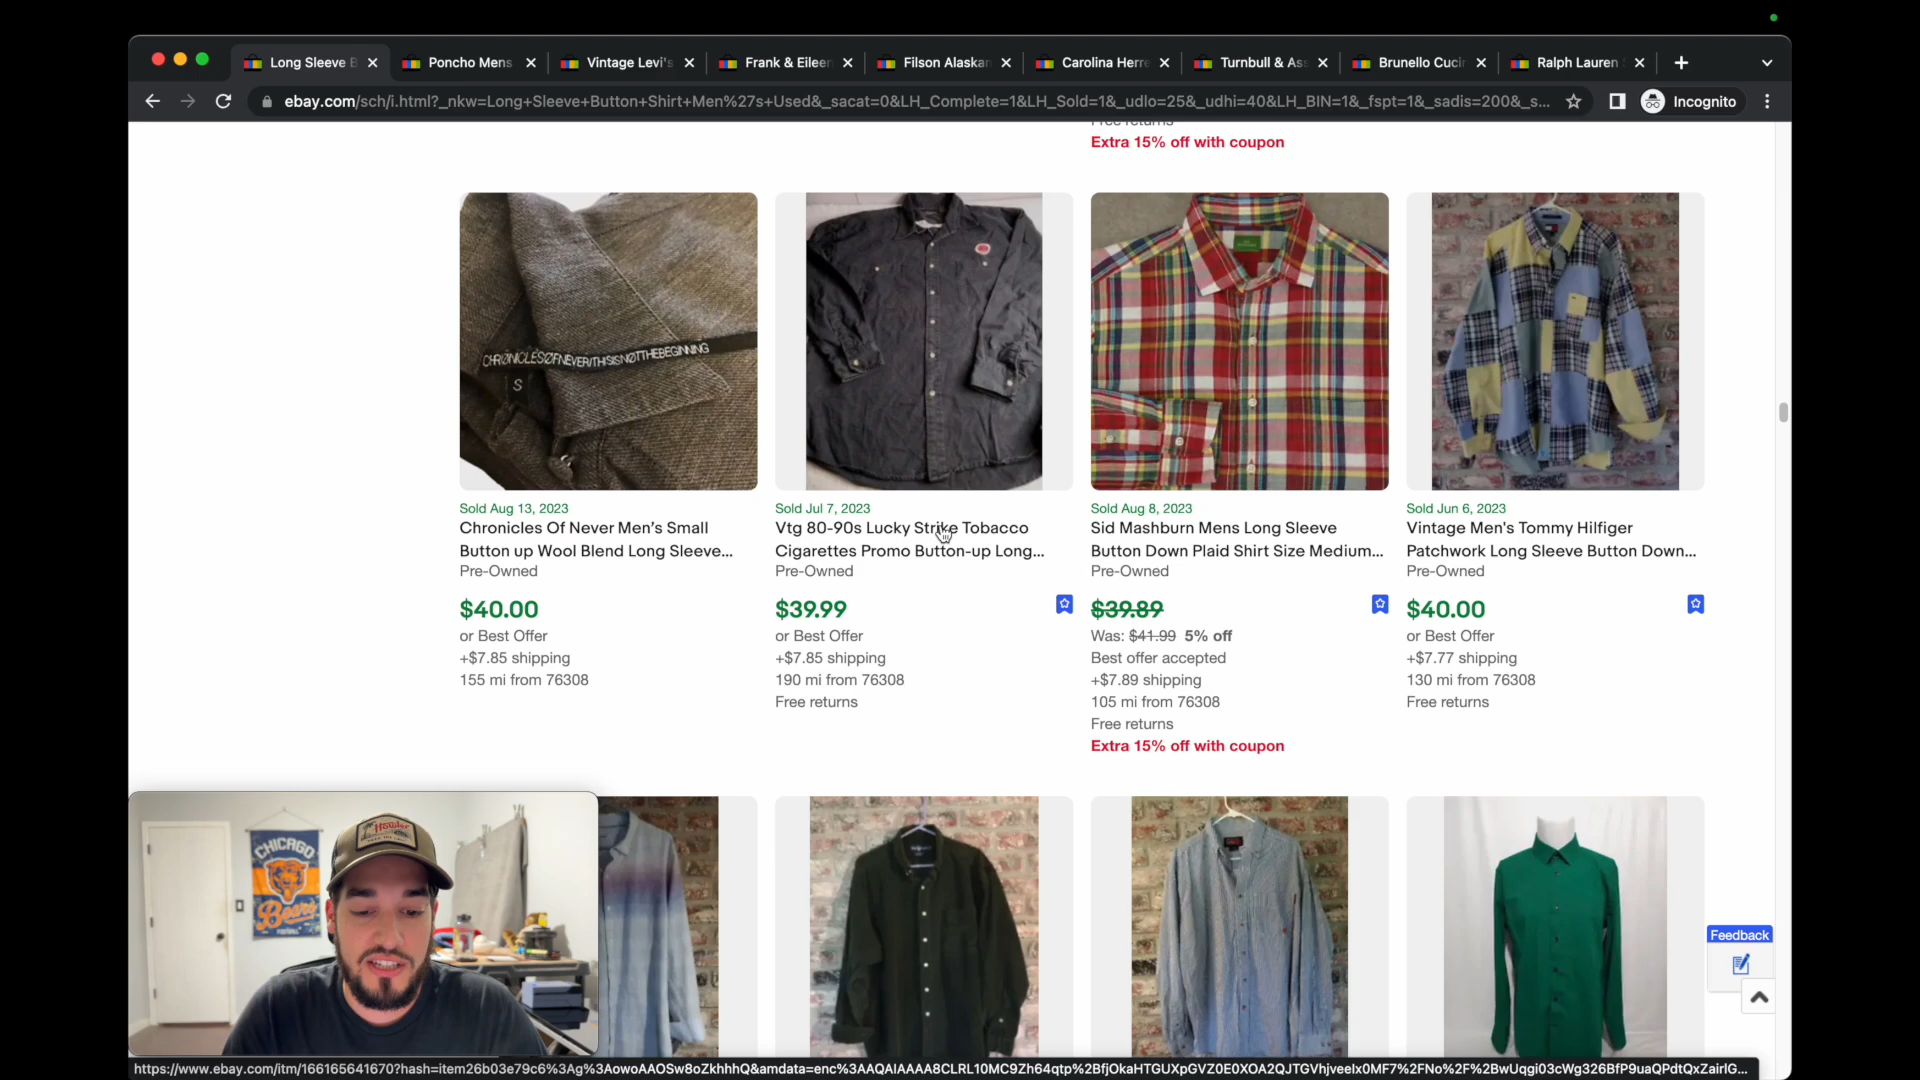 Long Sleeve B
Poncho Mens
Vintage Levi's
Frank & Eileen
Filson Alaskan
Carolina Herre
Turnbull & Ass
Brunello Cucin
Ralph Lauren
ebay.com/sch/i.html?_nkw=Long+Sleeve+Button+Shirt+Men%27s+Used&_sacat=0&LH_Complete=1&LH_Sold=1&_udlo=25&_udhi=40&LH_BIN=1&_fspt=1&_sadis=200&_s...
Incognito
Free returns
Extra 15% off with coupon
CHRØNICLESØFNEVER/THISISNØTTHEBEGINNING
S
Sold Aug 13, 2023
Chronicles Of Never Men's Small
Button up Wool Blend Long Sleeve...
Pre-Owned
$40.00
or Best Offer
+$7.85 shipping
155 mi from 76308
Sold Jul 7, 2023
Vtg 80-90s Lucky Strike Tobacco
Cigarettes Promo Button-up Long...
Pre-Owned
$39.99
or Best Offer
+$7.85 shipping
190 mi from 76308
Free returns
Sold Aug 8, 2023
Sid Mashburn Mens Long Sleeve
Button Down Plaid Shirt Size Medium...
Pre-Owned
$39.89
Was: $41.99 5% off
Best offer accepted
+$7.89 shipping
105 mi from 76308
Free returns
Extra 15% off with coupon
Sold Jun 6, 2023
Vintage Men's Tommy Hilfiger
Patchwork Long Sleeve Button Down...
Pre-Owned
$40.00
or Best Offer
+$7.77 shipping
130 mi from 76308
Free returns
CHICAGO
Bears
FOOTBALL
Howler
Feedback